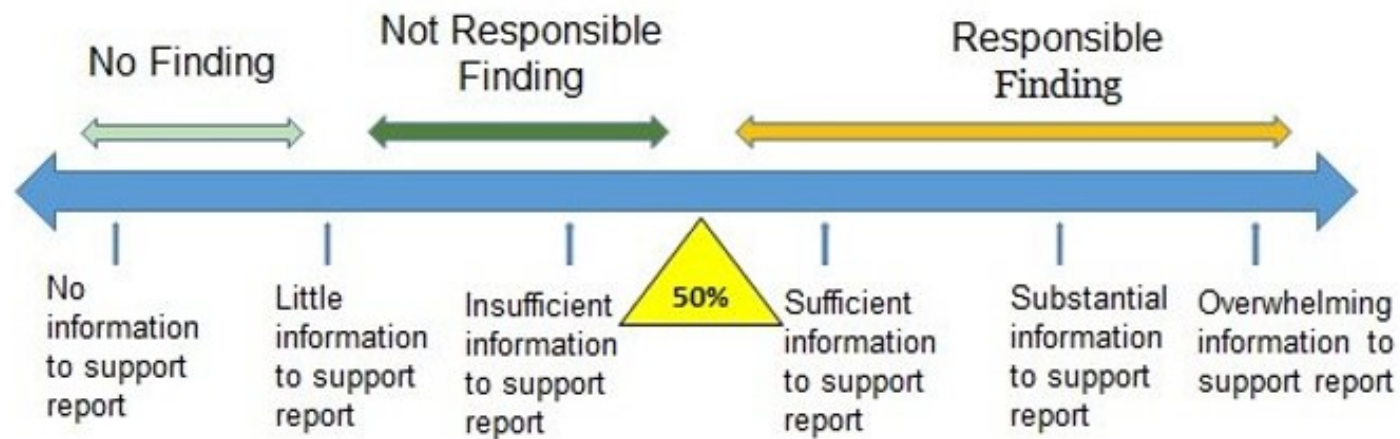 No Finding
Not Responsible
Finding
Responsible
Finding
No
information
to support
report
Little
information
to support
report
Insufficient
information
to support
report
50%
Sufficient
information
to support
report
Substantial
information
to support
report
Overwhelming
information to
support report